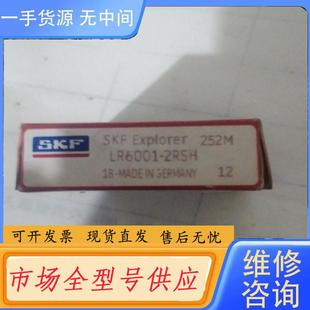 一手货源 无中间
SKF
SKF Explorer 252M
LR6001-2RSH
18-MADE IN GERMANY 12
可开发票 现货直发 售后无忧
市场全型号供应
维修
咨询